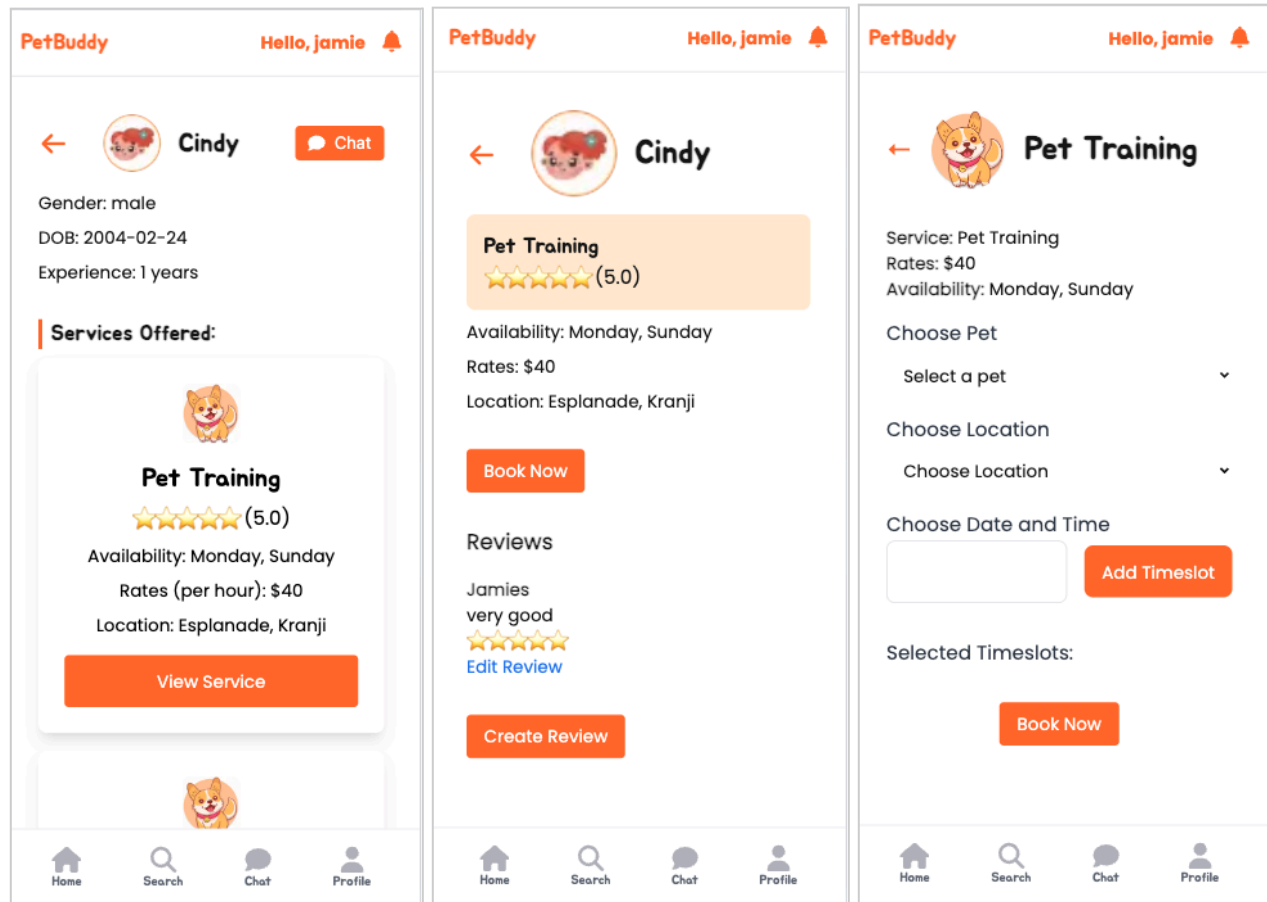 PetBuddy
Hello, jamie
Cindy
Chat
Gender: male
DOB: 2004-02-24
Experience: 1 years
Services Offered:
Pet Training
(5.0)
Availability: Monday, Sunday
Rates (per hour): $40
Location: Esplanade, Kranji
View Service
Home
Search
Chat
Profile
PetBuddy
Hello, jamie
Cindy
Pet Training
(5.0)
Availability: Monday, Sunday
Rates: $40
Location: Esplanade, Kranji
Book Now
Reviews
Jamies
very good
Edit Review
Create Review
Home
Search
Chat
Profile
PetBuddy
Hello, jamie
Pet Training
Service: Pet Training
Rates: $40
Availability: Monday, Sunday
Choose Pet
Select a pet
Choose Location
Choose Location
Choose Date and Time
Add Timeslot
Selected Timeslots:
Book Now
Home
Search
Chat
Profile